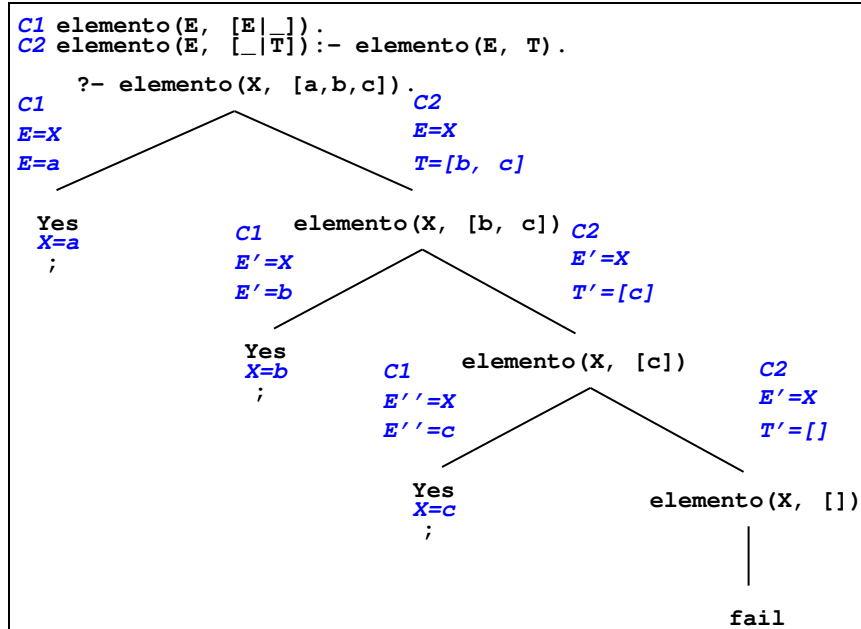 C1 elemento(E, [E|_]).
C2 elemento(E, [_|T]):- elemento(E, T).
?- elemento(X, [a,b,c]).
C1
E=X
E=a
C2
E=X
T=[b, c]
Yes
X=a
;
elemento(X, [b, c])
C1
E'=X
E'=b
C2
E'=X
T'=[c]
Yes
X=b
;
elemento(X, [c])
C1
E''=X
E''=c
C2
E'=X
T'=[]
Yes
X=c
;
elemento(X, [])
fail